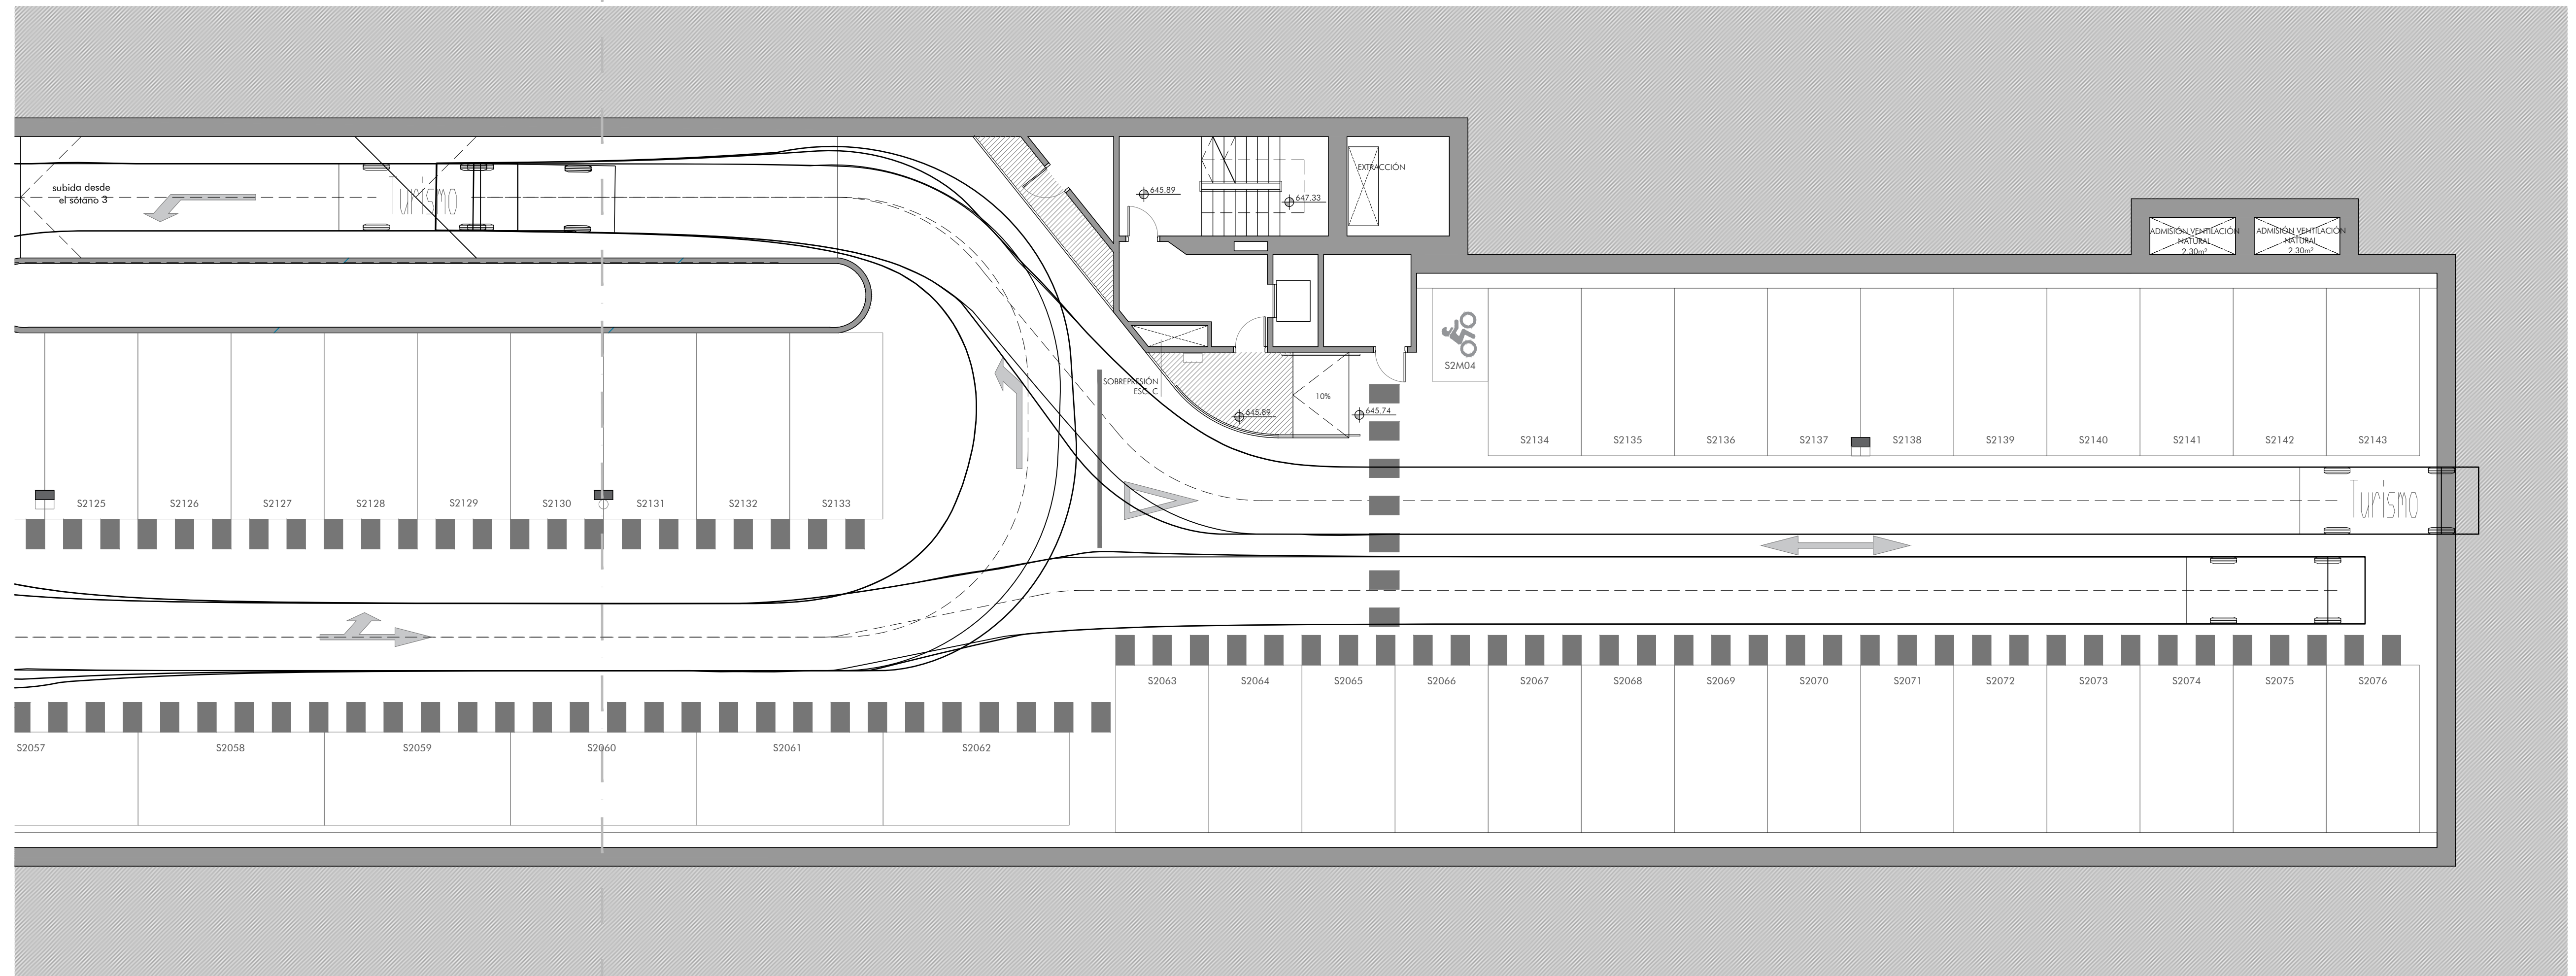 subida desde
el sótano 3
Turismo
645.89
647.33
EXTRACCIÓN
ADMISIÓN VENTILACIÓN
NATURAL
2.30m²
ADMISIÓN VENTILACIÓN
NATURAL
2.30m²
S2M04
SOBREPRESIÓN
ESC. C
10%
645.89
645.74
S2134
S2135
S2136
S2137
S2138
S2139
S2140
S2141
S2142
S2143
S2125
S2126
S2127
S2128
S2129
S2130
S2131
S2132
S2133
Turismo
S2063
S2064
S2065
S2066
S2067
S2068
S2069
S2070
S2071
S2072
S2073
S2074
S2075
S2076
S2057
S2058
S2059
S2060
S2061
S2062